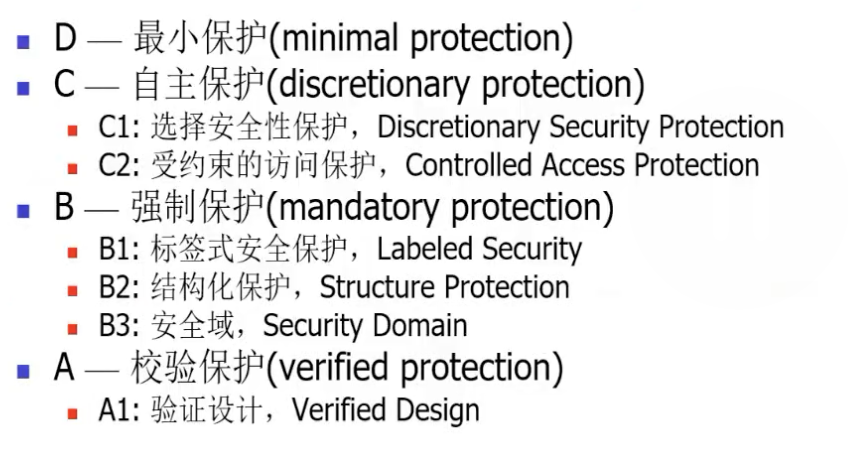 D — 最小保护(minimal protection)
C — 自主保护(discretionary protection)
C1: 选择安全性保护，Discretionary Security Protection
C2: 受约束的访问保护，Controlled Access Protection
B — 强制保护(mandatory protection)
B1: 标签式安全保护，Labeled Security
B2: 结构化保护，Structure Protection
B3: 安全域，Security Domain
A — 校验保护(verified protection)
A1: 验证设计，Verified Design